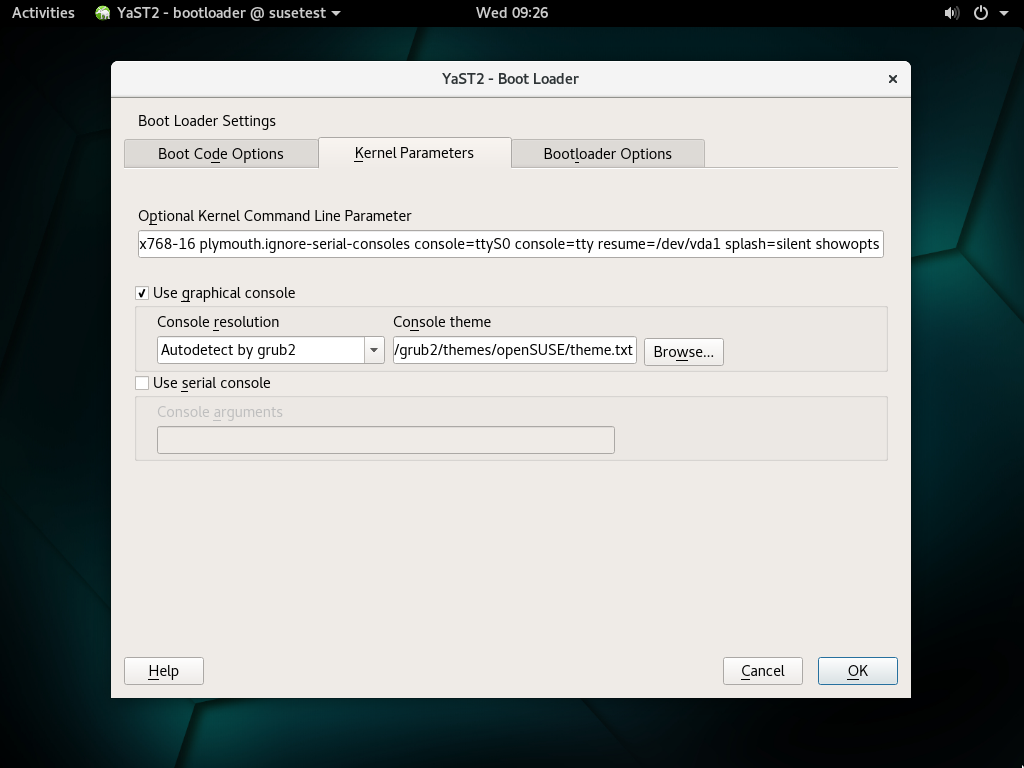 Activities YaST2 - bootloader @ susetest Wed 09:26
YaST2 - Boot Loader
Boot Loader Settings
Boot Code Options Kernel Parameters Bootloader Options
Optional Kernel Command Line Parameter
x768-16 plymouth.ignore-serial-consoles console=ttyS0 console=tty resume=/dev/vda1 splash=silent showopts
Use graphical console
Console resolution Console theme
Autodetect by grub2 /grub2/themes/openSUSE/theme.txt Browse...
Use serial console
Console arguments
Help Cancel OK